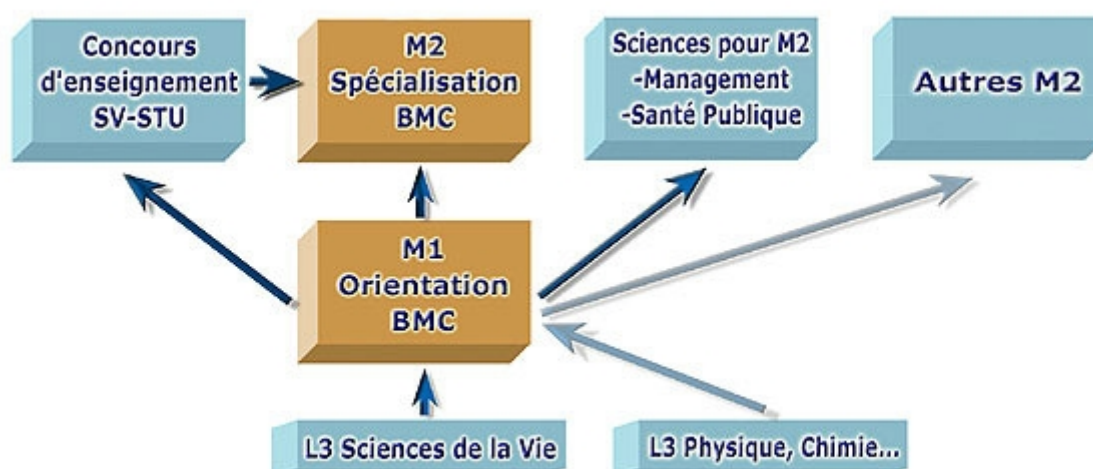 Concours
d'enseignement
SV-STU
M2
Spécialisation
BMC
Sciences pour M2
-Management
-Santé Publique
Autres M2
M1
Orientation
BMC
L3 Sciences de la Vie
L3 Physique, Chimie...